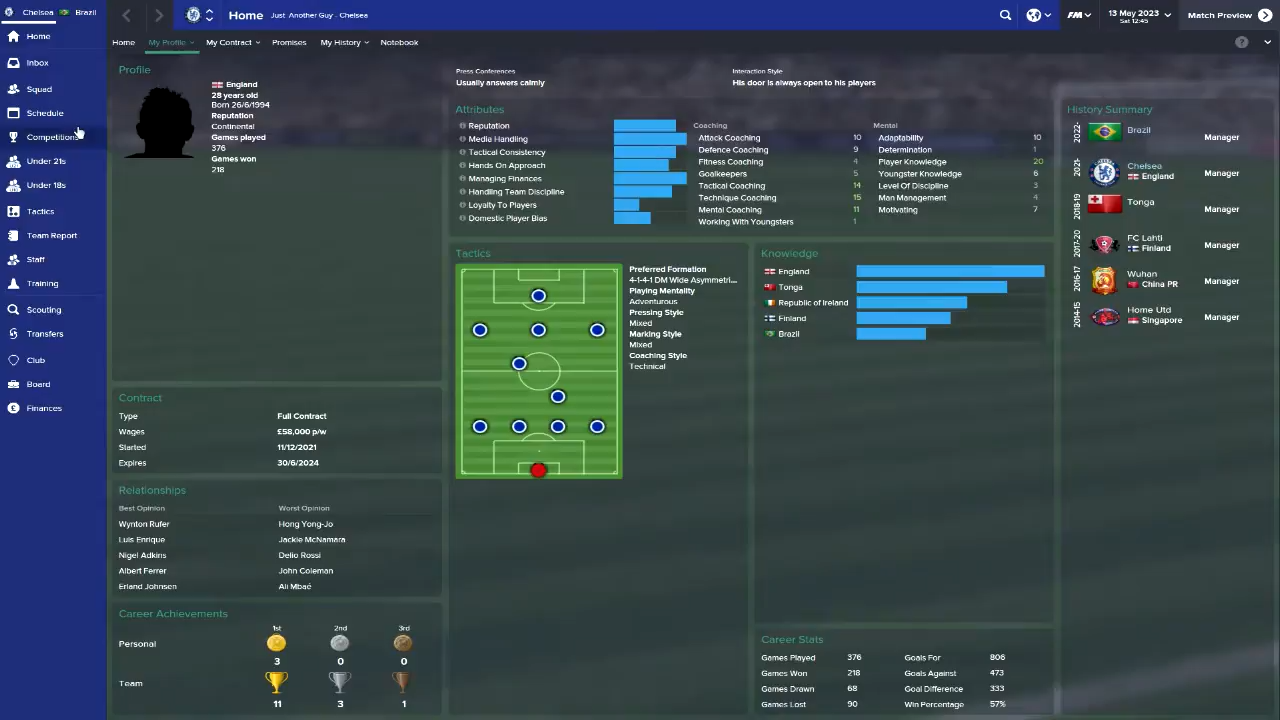 Chelsea Brazil
Home Just Another Guy - Chelsea
FM
13 May 2023
Sat 12:45
Match Preview
Home
Inbox
Squad
Schedule
Competitions
Under 21s
Under 18s
Tactics
Team Report
Staff
Training
Scouting
Transfers
Club
Board
Finances
Home My Profile My Contract Promises My History Notebook
Profile
England
28 years old
Born 26/6/1994
Reputation
Continental
Games played
376
Games won
218
Press Conferences
Usually answers calmly
Interaction Style
His door is always open to his players
Attributes
Reputation
Media Handling
Tactical Consistency
Hands On Approach
Managing Finances
Handling Team Discipline
Loyalty To Players
Domestic Player Bias
Coaching
Attack Coaching 10
Defence Coaching 9
Fitness Coaching 4
Goalkeepers 5
Tactical Coaching 14
Technique Coaching 15
Mental Coaching 11
Working With Youngsters 1
Mental
Adaptability 10
Determination 1
Player Knowledge 20
Youngster Knowledge 6
Level Of Discipline 3
Man Management 4
Motivating 7
History Summary
2022- Brazil Manager
2021- Chelsea England Manager
2018-19 Tonga Manager
2017-20 FC Lahti Finland Manager
2016-17 Wuhan China PR Manager
2014-15 Home Utd Singapore Manager
Tactics
Preferred Formation
4-1-4-1 DM Wide Asymmetri...
Playing Mentality
Adventurous
Pressing Style
Mixed
Marking Style
Mixed
Coaching Style
Technical
Knowledge
England
Tonga
Republic of Ireland
Finland
Brazil
Contract
Type Full Contract
Wages £58,000 p/w
Started 11/12/2021
Expires 30/6/2024
Relationships
Best Opinion Worst Opinion
Wynton Rufer Hong Yong-Jo
Luis Enrique Jackie McNamara
Nigel Adkins Delio Rossi
Albert Ferrer John Coleman
Erland Johnsen Ali Mbaé
Career Achievements
1st 2nd 3rd
Personal
3 0 0
Team
11 3 1
Career Stats
Games Played 376 Goals For 806
Games Won 218 Goals Against 473
Games Drawn 68 Goal Difference 333
Games Lost 90 Win Percentage 57%